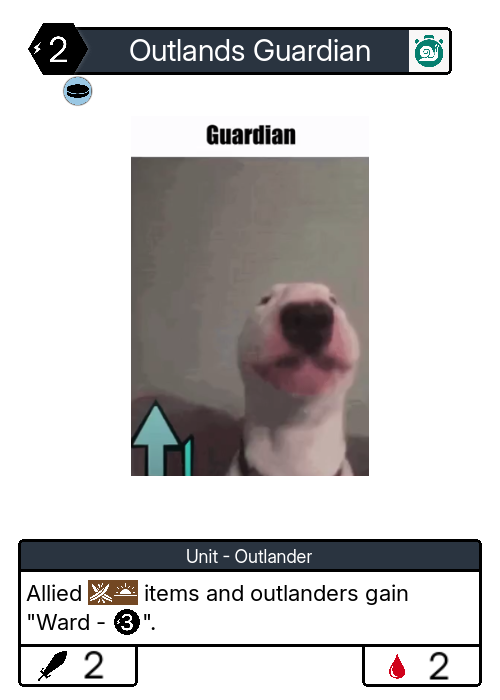 2 Outlands Guardian
Guardian
Unit - Outlander
Allied items and outlanders gain
"Ward - 3".
2 2